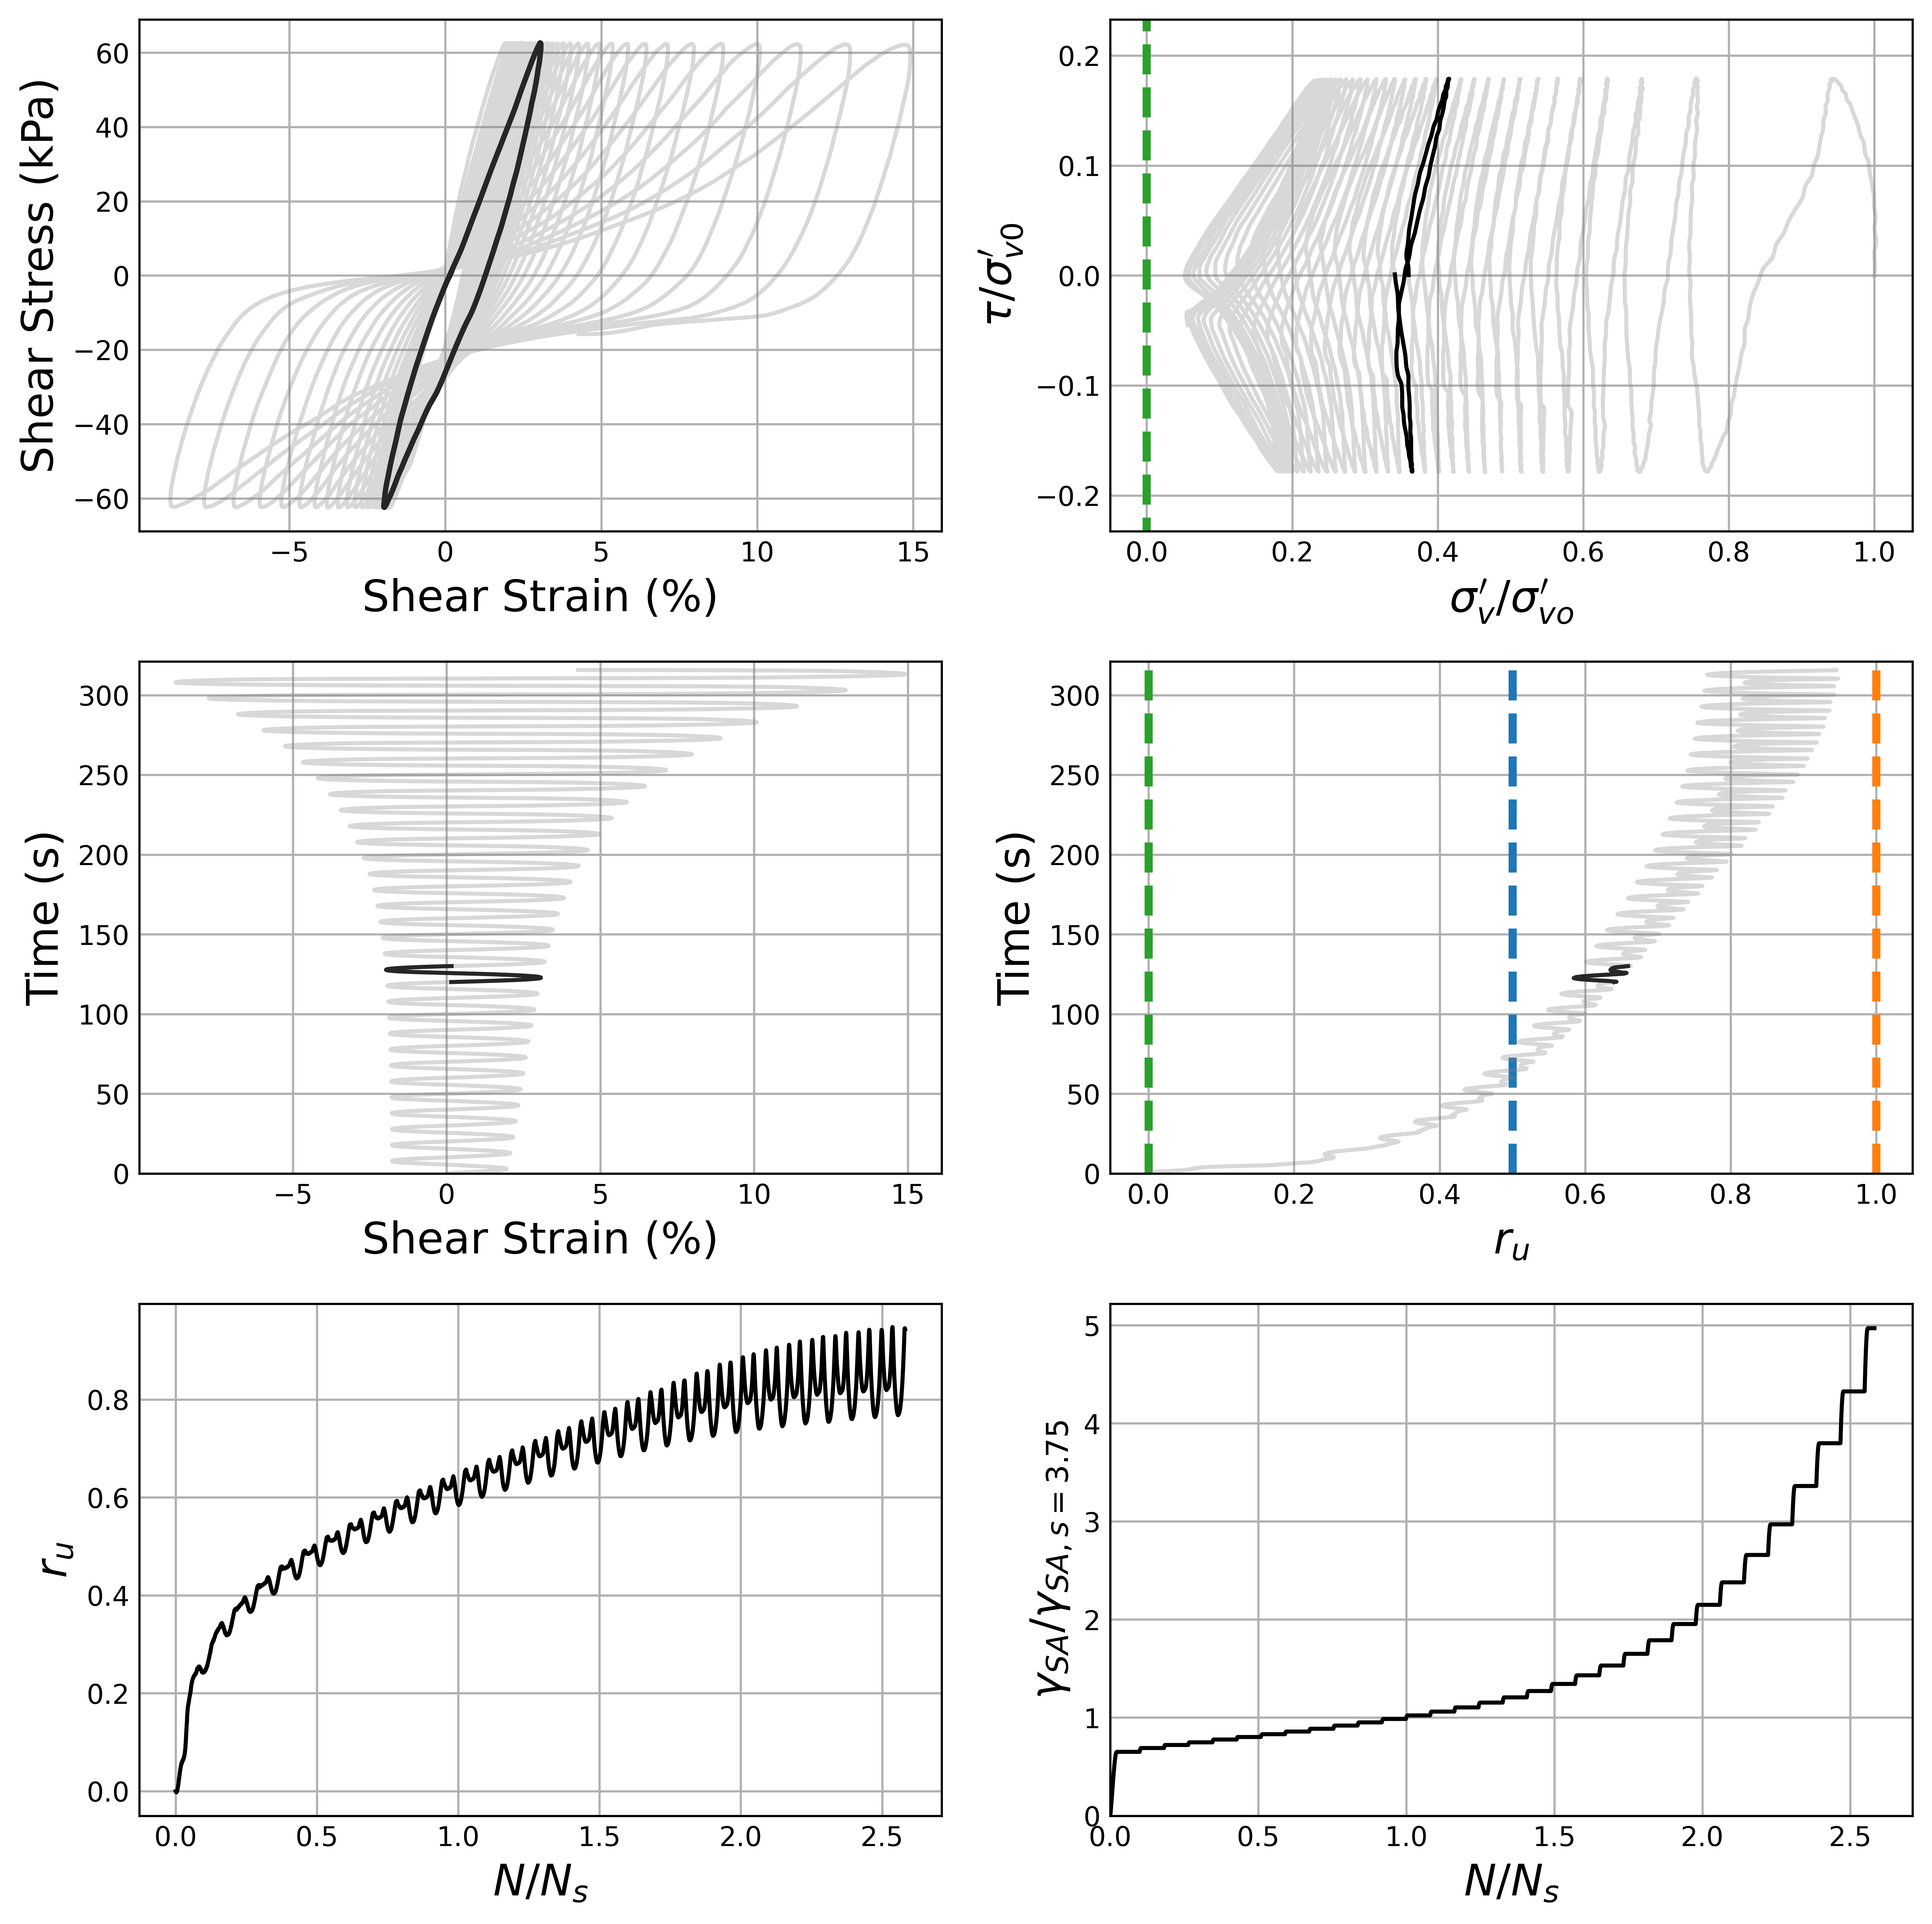 60
40
20
0
−20
−40
−60
Shear Stress (kPa)
−5 0 5 10 15
Shear Strain (%)
0.2
0.1
0.0
−0.1
−0.2
τ/σ′v0
0.0 0.2 0.4 0.6 0.8 1.0
σ′v/σ′vo
300
250
200
150
100
50
0
Time (s)
−5 0 5 10 15
Shear Strain (%)
300
250
200
150
100
50
0
Time (s)
0.0 0.2 0.4 0.6 0.8 1.0
ru
0.8
0.6
0.4
0.2
0.0
ru
0.0 0.5 1.0 1.5 2.0 2.5
N/Ns
5
4
3
2
1
0
γSA/γSA, s = 3.75
0.0 0.5 1.0 1.5 2.0 2.5
N/Ns